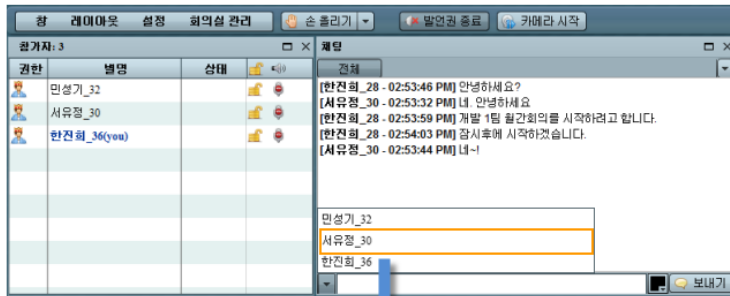 창 레이아웃 설정 회의실 관리 손 올리기 발언권 종료 카메라 시작
참가자: 3
권한 별명 상태
민성기_32
서유정_30
한진희_36(you)
채팅
전체
[한진희_28 - 02:53:46 PM] 안녕하세요?
[서유정_30 - 02:53:32 PM] 네. 안녕하세요
[한진희_28 - 02:53:59 PM] 개발 1팀 월간회의를 시작하려고 합니다.
[한진희_28 - 02:54:03 PM] 잠시후에 시작하겠습니다.
[서유정_30 - 02:53:44 PM] 네~!
민성기_32
서유정_30
한진희_36
보내기